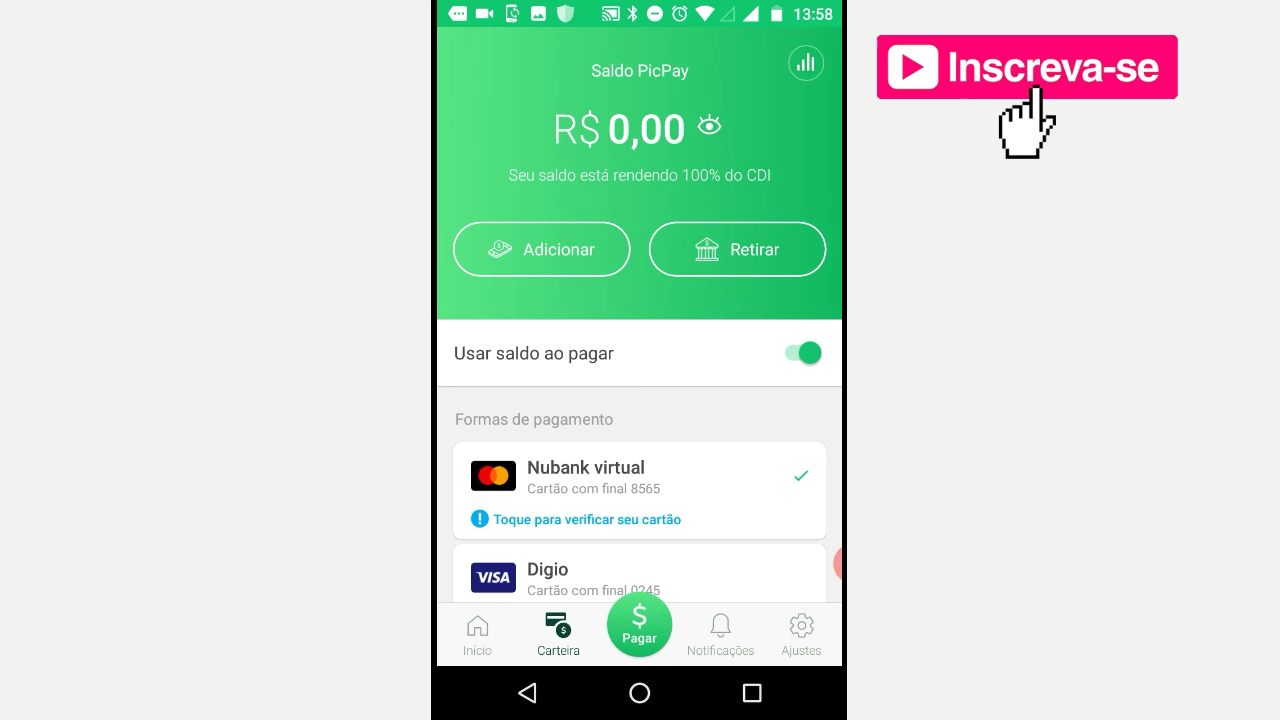 13:58
Inscreva-se
Saldo PicPay
R$ 0,00
Seu saldo está rendendo 100% do CDI
Adicionar
Retirar
Usar saldo ao pagar
Formas de pagamento
Nubank virtual
Cartão com final 8565
! Toque para verificar seu cartão
VISA
Digio
Cartão com final 0245
$
Pagar
Início
Carteira
Notificações
Ajustes